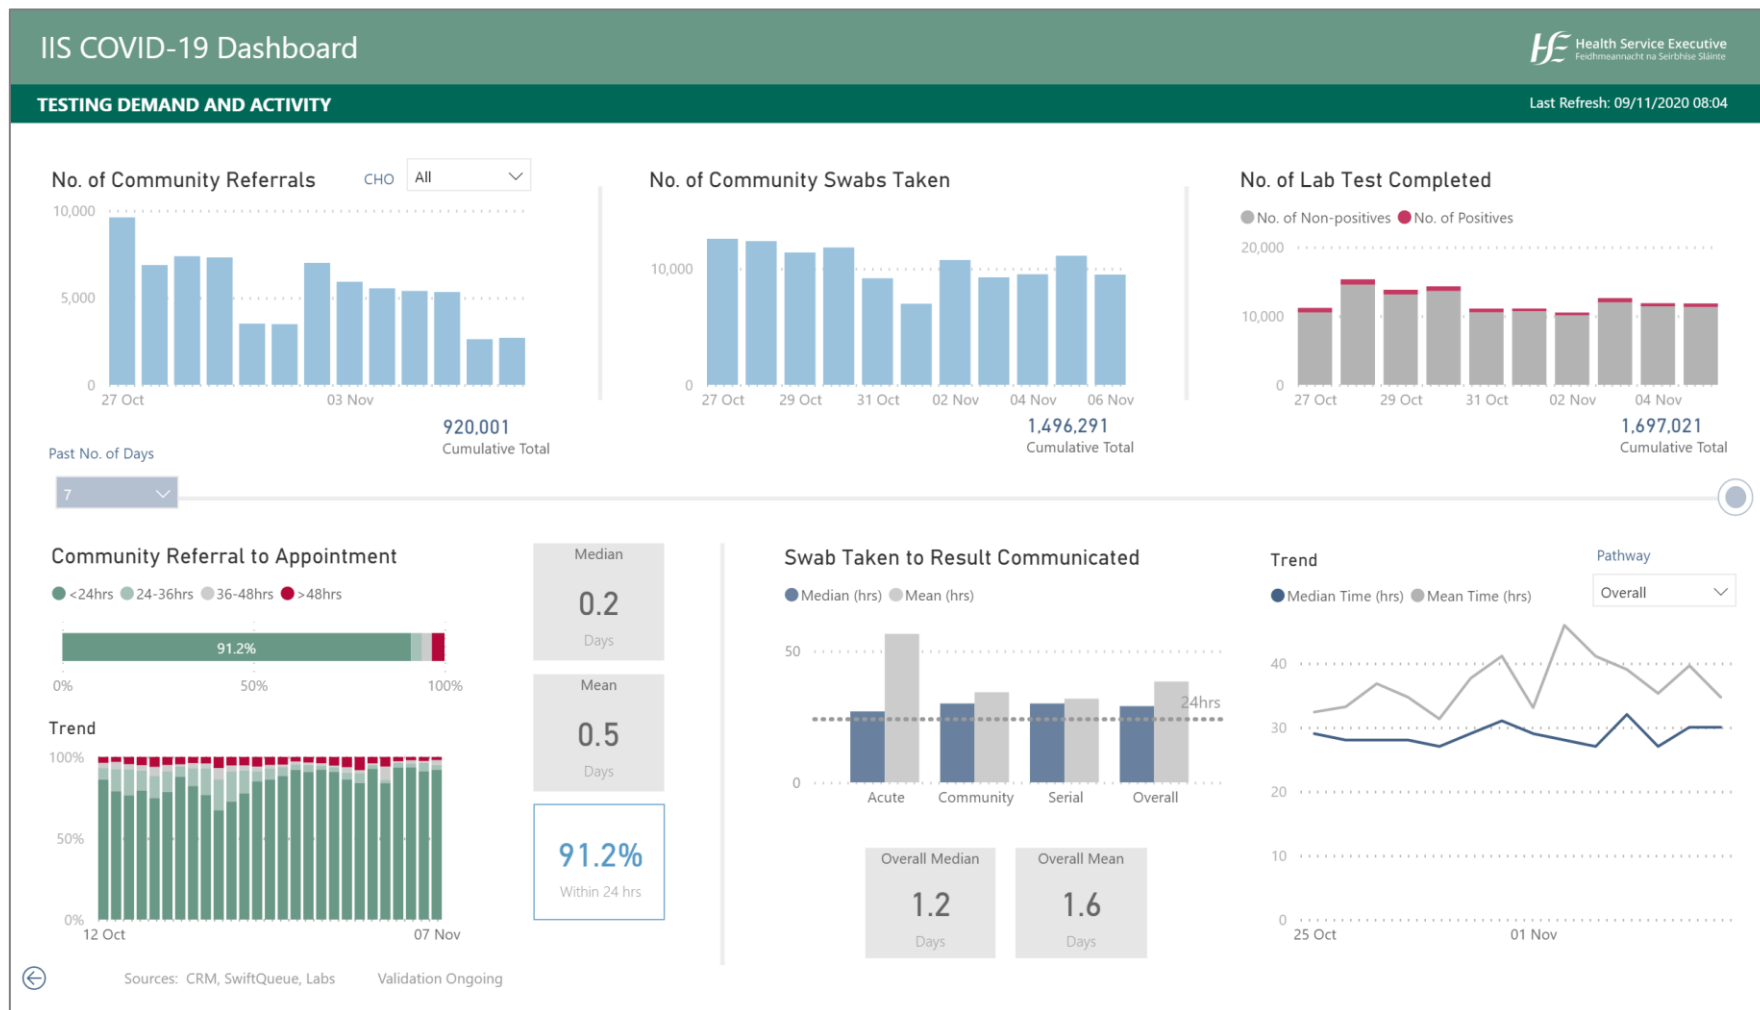 IIS COVID-19 Dashboard
Health Service Executive
Feidhmeannacht na Seirbhíse Sláinte
TESTING DEMAND AND ACTIVITY
Last Refresh: 09/11/2020 08:04
No. of Community Referrals
CHO
All
10,000
5,000
0
27 Oct
03 Nov
920,001
Cumulative Total
No. of Community Swabs Taken
10,000
0
27 Oct
29 Oct
31 Oct
02 Nov
04 Nov
06 Nov
1,496,291
Cumulative Total
No. of Lab Test Completed
No. of Non-positives
No. of Positives
20,000
10,000
0
27 Oct
29 Oct
31 Oct
02 Nov
04 Nov
1,697,021
Cumulative Total
Past No. of Days
7
Community Referral to Appointment
<24hrs
24-36hrs
36-48hrs
>48hrs
91.2%
0%
50%
100%
Trend
100%
50%
0%
12 Oct
07 Nov
Median
0.2
Days
Mean
0.5
Days
91.2%
Within 24 hrs
Swab Taken to Result Communicated
Median (hrs)
Mean (hrs)
50
24hrs
0
Acute
Community
Serial
Overall
Overall Median
1.2
Days
Overall Mean
1.6
Days
Trend
Pathway
Overall
Median Time (hrs)
Mean Time (hrs)
40
30
20
10
0
25 Oct
01 Nov
Sources: CRM, SwiftQueue, Labs
Validation Ongoing